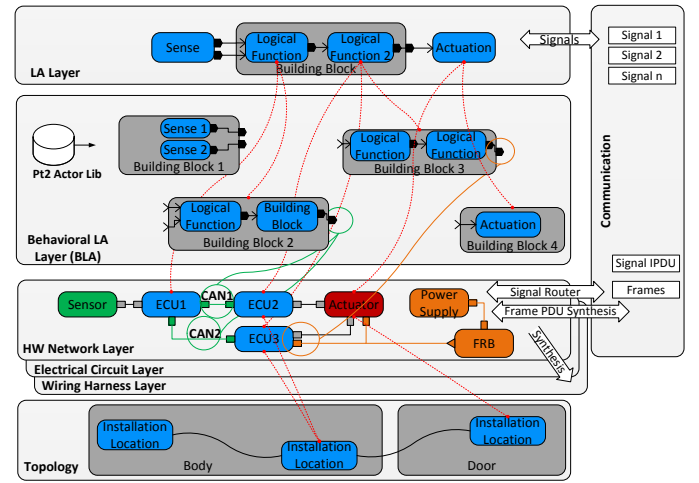 Sense
Logical
Function
Logical
Function 2
Actuation
Building Block
LA Layer
Signals
Signal 1
Signal 2
Signal n
Communication
Signal IPDU
Frames
Pt2 Actor Lib
Sense 1
Sense 2
Building Block 1
Logical
Function
Logical
Function
Building Block 3
Logical
Function
Building
Block
Building Block 2
Actuation
Building Block 4
Behavioral LA
Layer (BLA)
Sensor
ECU1
CAN1
ECU2
Actuator
Power
Supply
CAN2
ECU3
FRB
HW Network Layer
Signal Router
Frame PDU Synthesis
Synthesis
Electrical Circuit Layer
Wiring Harness Layer
Installation
Location
Installation
Location
Installation
Location
Topology
Body
Door